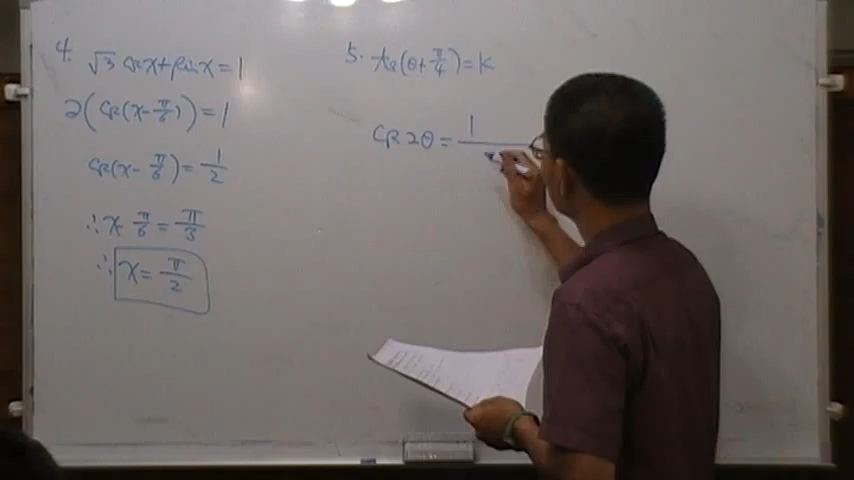 4. √3 cos x + sin x = 1
2(cos(x - π/6)) = 1
cos(x - π/6) = 1/2
∴ x - π/6 = π/3
∴ x = π/2
5. tan(θ + π/4) = K
cos 2θ = 1